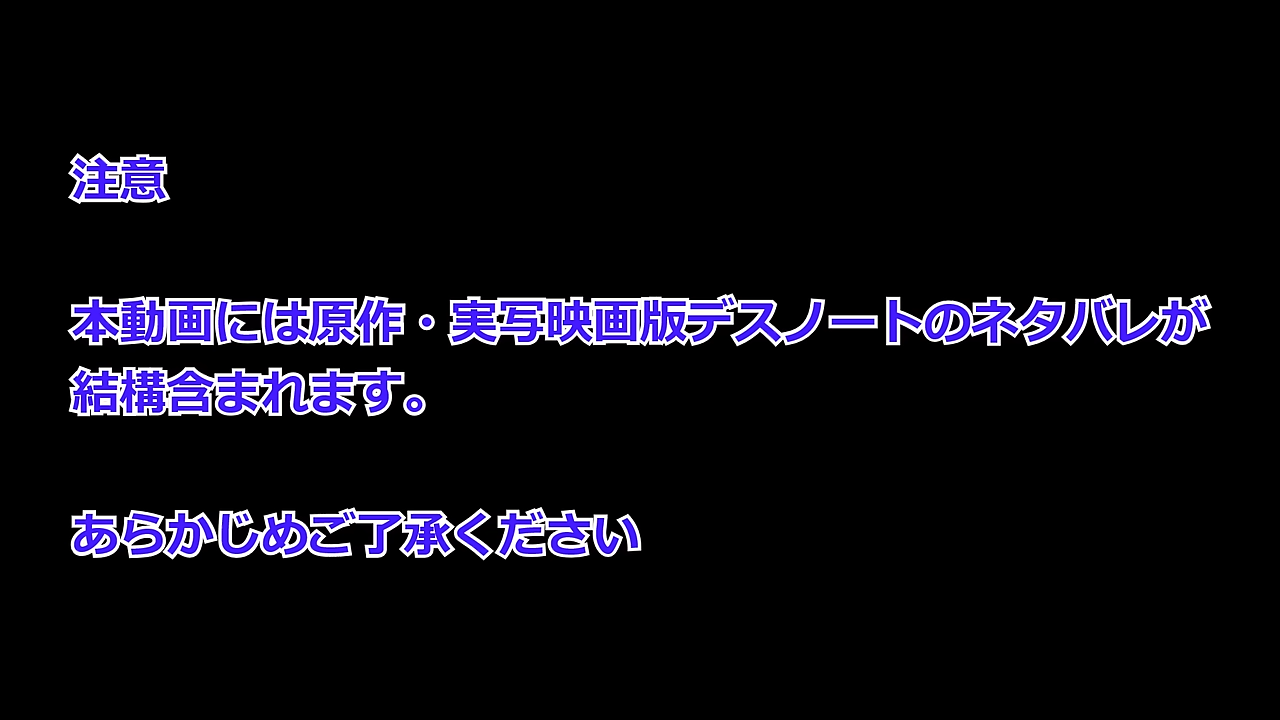 注意
本動画には原作・実写映画版デスノートのネタバレが
結構含まれます。
あらかじめご了承ください